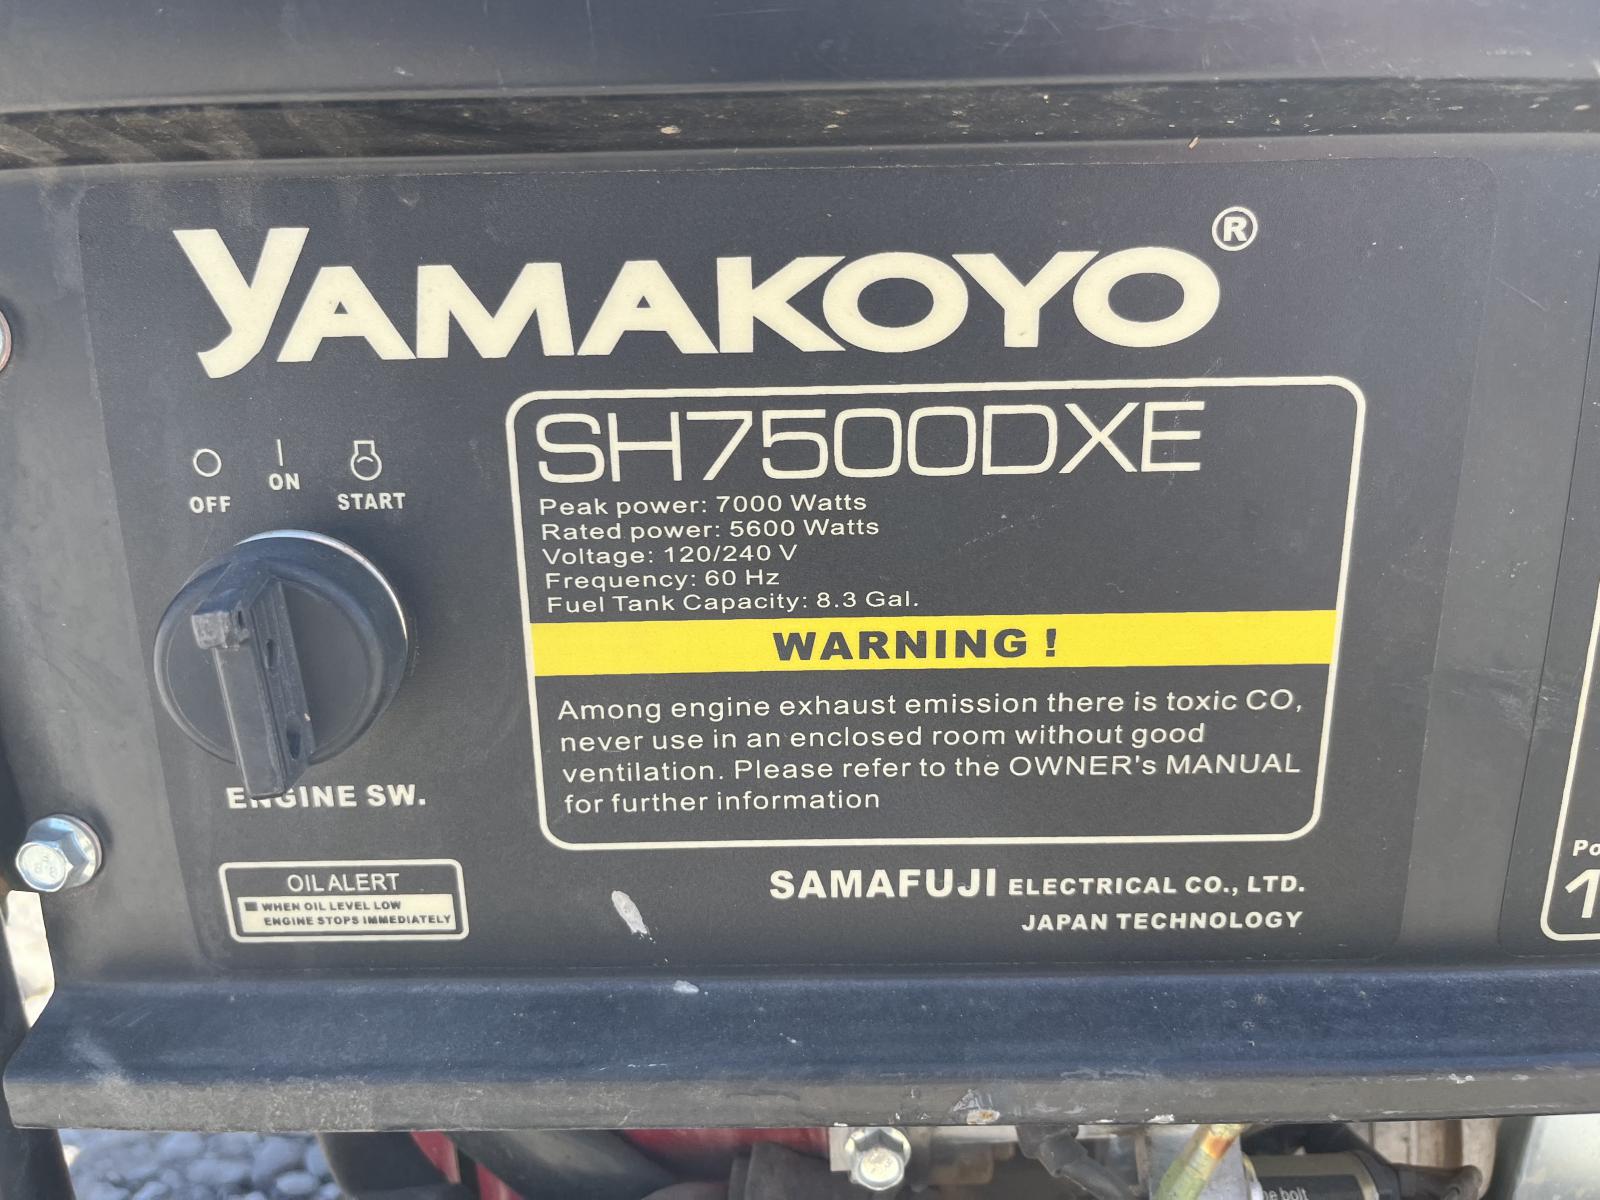 YAMAKOYO®
SH7500DXE
Peak power: 7000 Watts
Rated power: 5600 Watts
Voltage: 120/240 V
Frequency: 60 Hz
Fuel Tank Capacity: 8.3 Gal.
WARNING !
Among engine exhaust emission there is toxic CO,
never use in an enclosed room without good
ventilation. Please refer to the OWNER's MANUAL
for further information
OFF ON START
ENGINE SW.
OIL ALERT
WHEN OIL LEVEL LOW
ENGINE STOPS IMMEDIATELY
SAMAFUJI ELECTRICAL CO., LTD.
JAPAN TECHNOLOGY
8.8
bolt